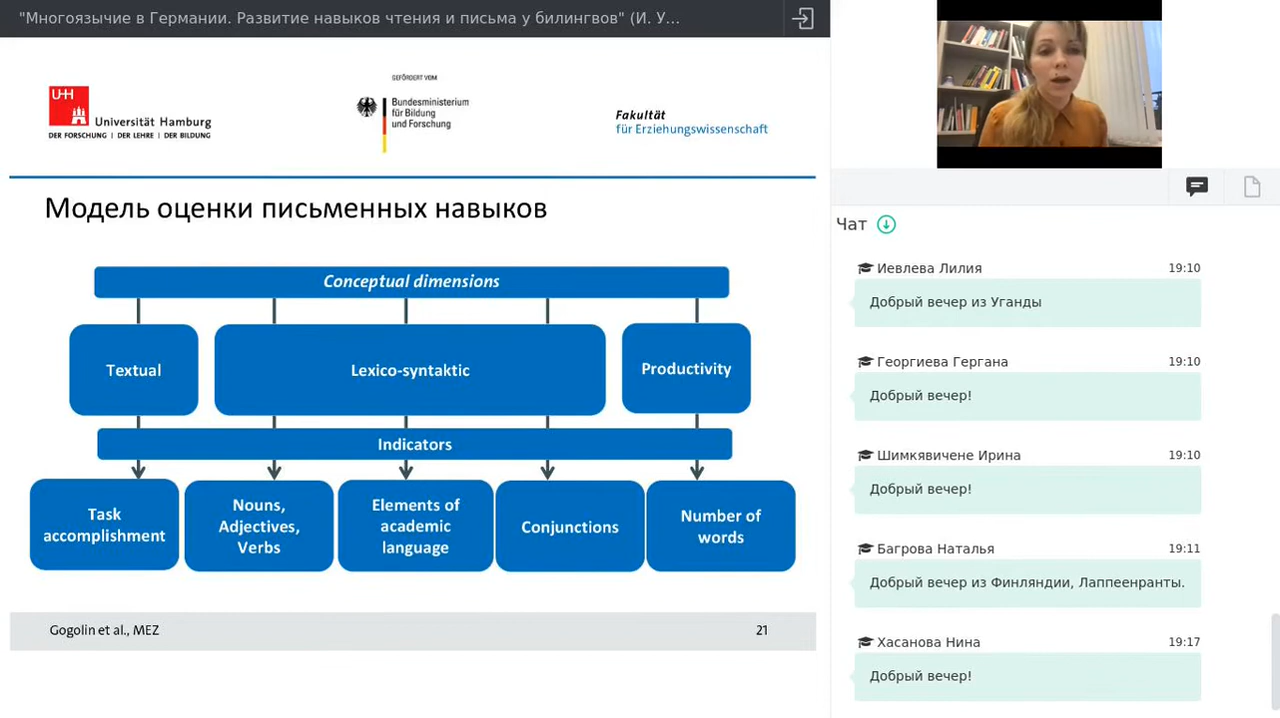 "Многоязычие в Германии. Развитие навыков чтения и письма у билингвов" (И. У...
UH
Universität Hamburg
DER FORSCHUNG | DER LEHRE | DER BILDUNG
GEFÖRDERT VOM
Bundesministerium
für Bildung
und Forschung
Fakultät
für Erziehungswissenschaft
Модель оценки письменных навыков
Conceptual dimensions
Textual
Lexico-syntaktic
Productivity
Indicators
Task
accomplishment
Nouns,
Adjectives,
Verbs
Elements of
academic
language
Conjunctions
Number of
words
Gogolin et al., MEZ
21
Чат
Иевлева Лилия 19:10
Добрый вечер из Уганды
Георгиева Гергана 19:10
Добрый вечер!
Шимкявичене Ирина 19:10
Добрый вечер!
Багрова Наталья 19:11
Добрый вечер из Финляндии, Лаппеенранты.
Хасанова Нина 19:17
Добрый вечер!